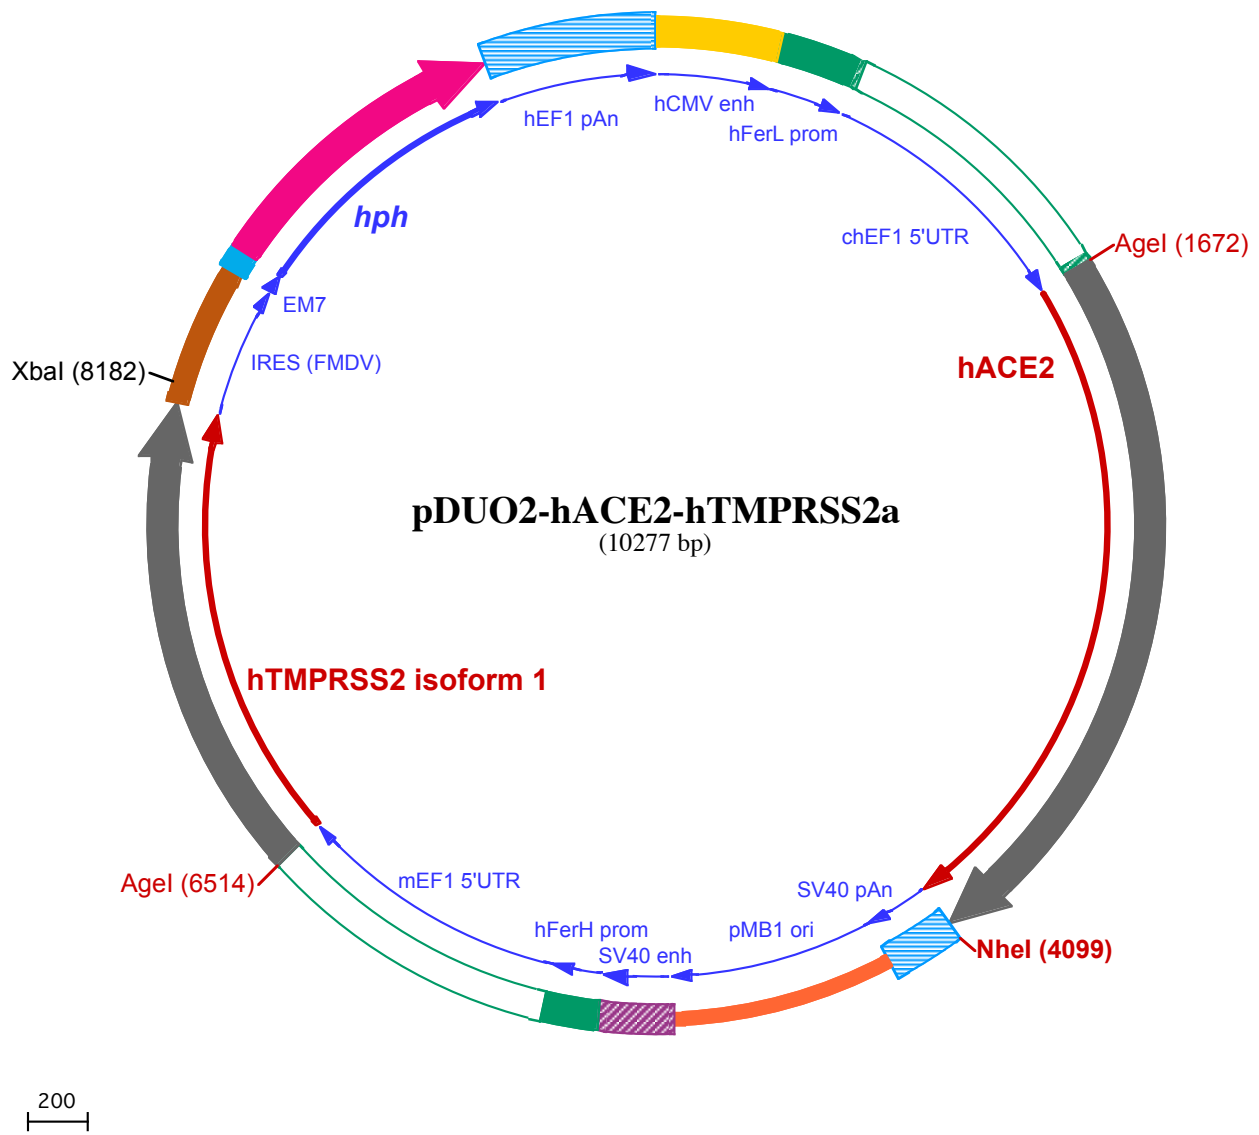 hEF1 pAn
hCMV enh
hFerL prom
hph
chEF1 5'UTR
AgeI (1672)
EM7
XbaI (8182)
IRES (FMDV)
hACE2
pDUO2-hACE2-hTMPRSS2a
(10277 bp)
hTMPRSS2 isoform 1
AgeI (6514)
mEF1 5'UTR
SV40 pAn
hFerH prom
pMB1 ori
SV40 enh
NheI (4099)
200